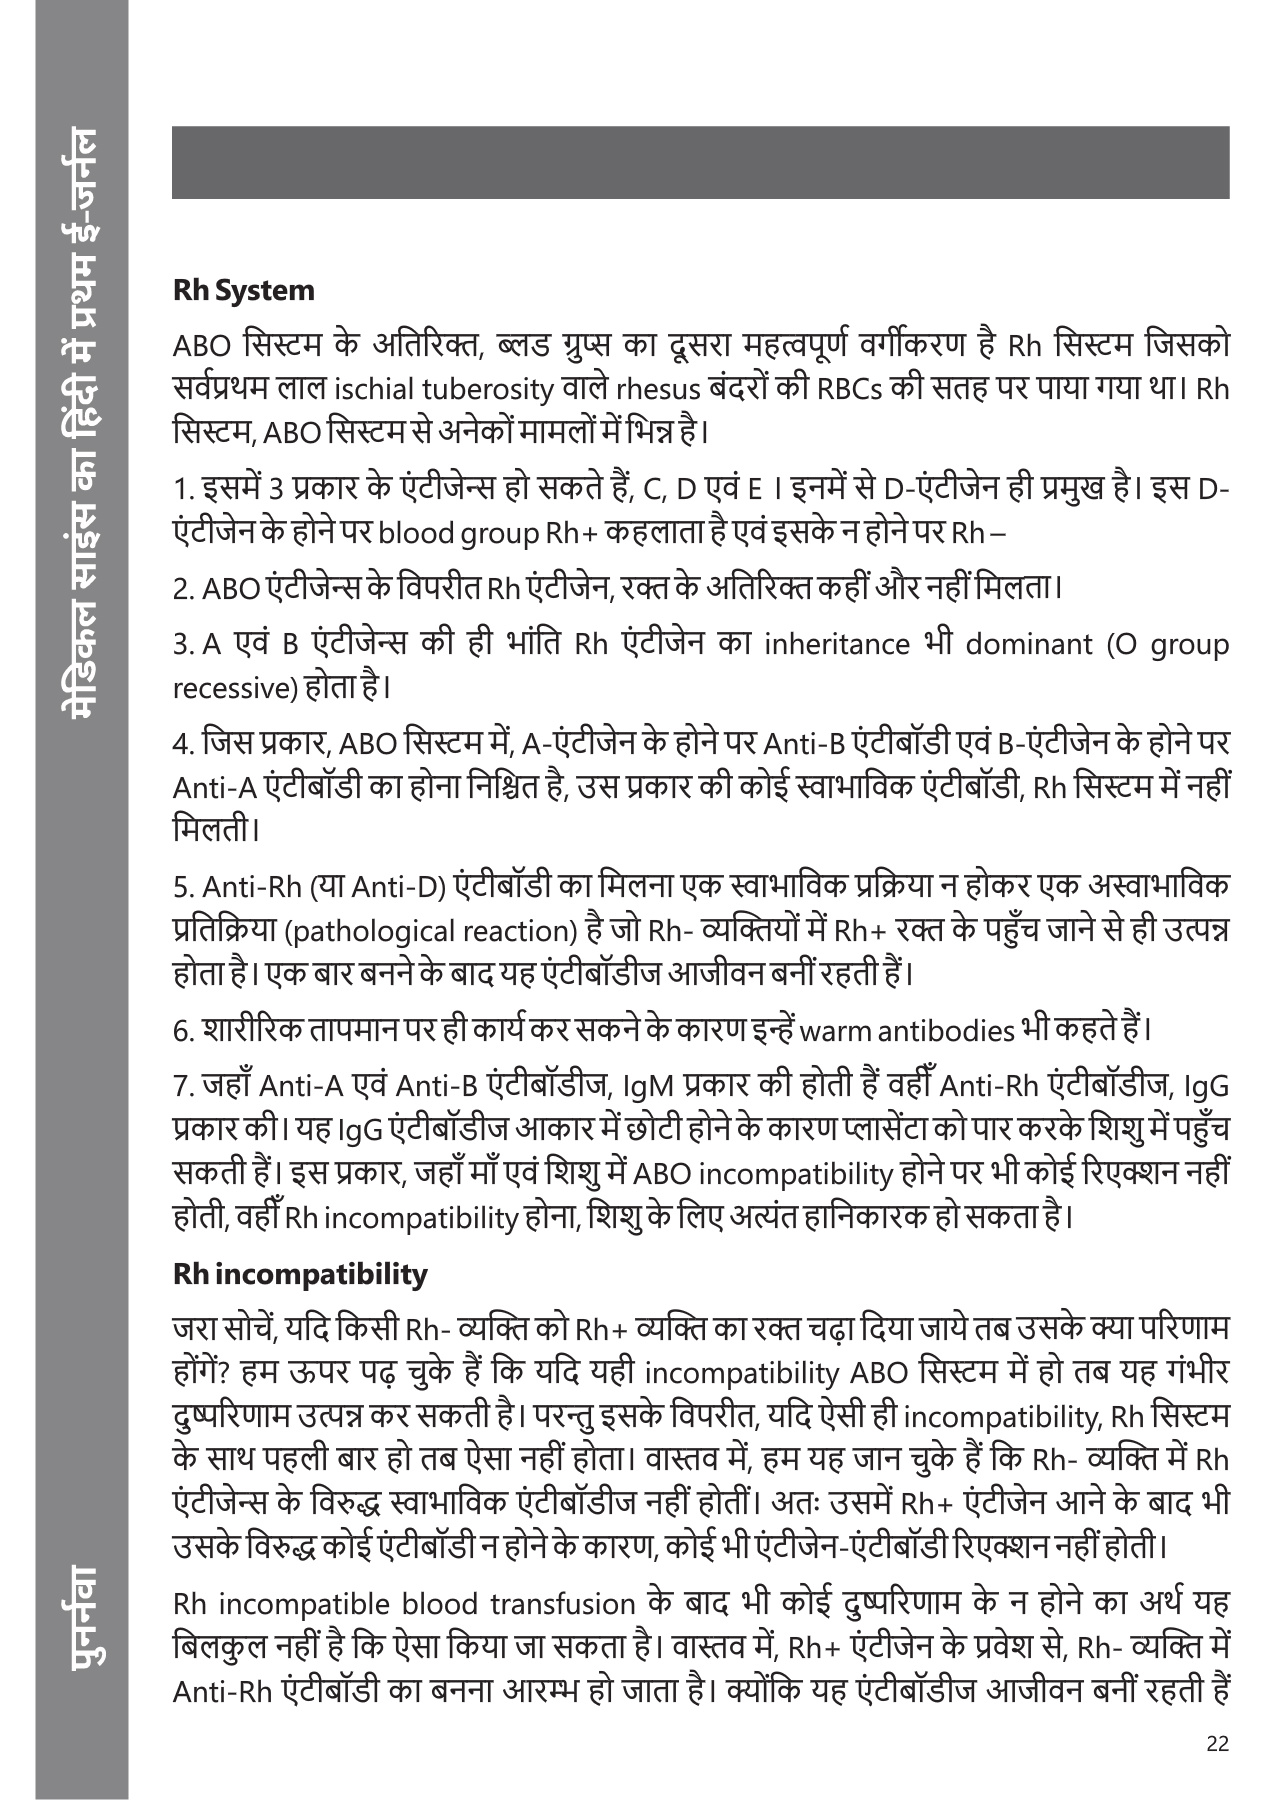 मेडिकल साइंस का हिंदी में प्रथम ई-जर्नल
पुनर्नवा
Rh System
ABO सिस्टम के अतिरिक्त, ब्लड ग्रुप्स का दूसरा महत्वपूर्ण वर्गीकरण है Rh सिस्टम जिसको
सर्वप्रथम लाल ischial tuberosity वाले rhesus बंदरों की RBCs की सतह पर पाया गया था। Rh
सिस्टम, ABO सिस्टम से अनेकों मामलों में भिन्न है।
1. इसमें 3 प्रकार के एंटीजेन्स हो सकते हैं, C, D एवं E । इनमें से D-एंटीजेन ही प्रमुख है। इस D-
एंटीजेन के होने पर blood group Rh+ कहलाता है एवं इसके न होने पर Rh –
2. ABO एंटीजेन्स के विपरीत Rh एंटीजेन, रक्त के अतिरिक्त कहीं और नहीं मिलता।
3. A एवं B एंटीजेन्स की ही भांति Rh एंटीजेन का inheritance भी dominant (O group
recessive) होता है।
4. जिस प्रकार, ABO सिस्टम में, A-एंटीजेन के होने पर Anti-B एंटीबॉडी एवं B-एंटीजेन के होने पर
Anti-A एंटीबॉडी का होना निश्चित है, उस प्रकार की कोई स्वाभाविक एंटीबॉडी, Rh सिस्टम में नहीं
मिलती।
5. Anti-Rh (या Anti-D) एंटीबॉडी का मिलना एक स्वाभाविक प्रक्रिया न होकर एक अस्वाभाविक
प्रतिक्रिया (pathological reaction) है जो Rh- व्यक्तियों में Rh+ रक्त के पहुँच जाने से ही उत्पन्न
होता है। एक बार बनने के बाद यह एंटीबॉडीज आजीवन बनीं रहती हैं।
6. शारीरिक तापमान पर ही कार्य कर सकने के कारण इन्हें warm antibodies भी कहते हैं।
7. जहाँ Anti-A एवं Anti-B एंटीबॉडीज, IgM प्रकार की होती हैं वहीँ Anti-Rh एंटीबॉडीज, IgG
प्रकार की। यह IgG एंटीबॉडीज आकार में छोटी होने के कारण प्लासेंटा को पार करके शिशु में पहुँच
सकती हैं। इस प्रकार, जहाँ माँ एवं शिशु में ABO incompatibility होने पर भी कोई रिएक्शन नहीं
होती, वहीँ Rh incompatibility होना, शिशु के लिए अत्यंत हानिकारक हो सकता है।
Rh incompatibility
जरा सोचें, यदि किसी Rh- व्यक्ति को Rh+ व्यक्ति का रक्त चढ़ा दिया जाये तब उसके क्या परिणाम
होंगें? हम ऊपर पढ़ चुके हैं कि यदि यही incompatibility ABO सिस्टम में हो तब यह गंभीर
दुष्परिणाम उत्पन्न कर सकती है। परन्तु इसके विपरीत, यदि ऐसी ही incompatibility, Rh सिस्टम
के साथ पहली बार हो तब ऐसा नहीं होता। वास्तव में, हम यह जान चुके हैं कि Rh- व्यक्ति में Rh
एंटीजेन्स के विरुद्ध स्वाभाविक एंटीबॉडीज नहीं होतीं। अतः उसमें Rh+ एंटीजेन आने के बाद भी
उसके विरुद्ध कोई एंटीबॉडी न होने के कारण, कोई भी एंटीजेन-एंटीबॉडी रिएक्शन नहीं होती।
Rh incompatible blood transfusion के बाद भी कोई दुष्परिणाम के न होने का अर्थ यह
बिलकुल नहीं है कि ऐसा किया जा सकता है। वास्तव में, Rh+ एंटीजेन के प्रवेश से, Rh- व्यक्ति में
Anti-Rh एंटीबॉडी का बनना आरम्भ हो जाता है। क्योंकि यह एंटीबॉडीज आजीवन बनीं रहती हैं
22